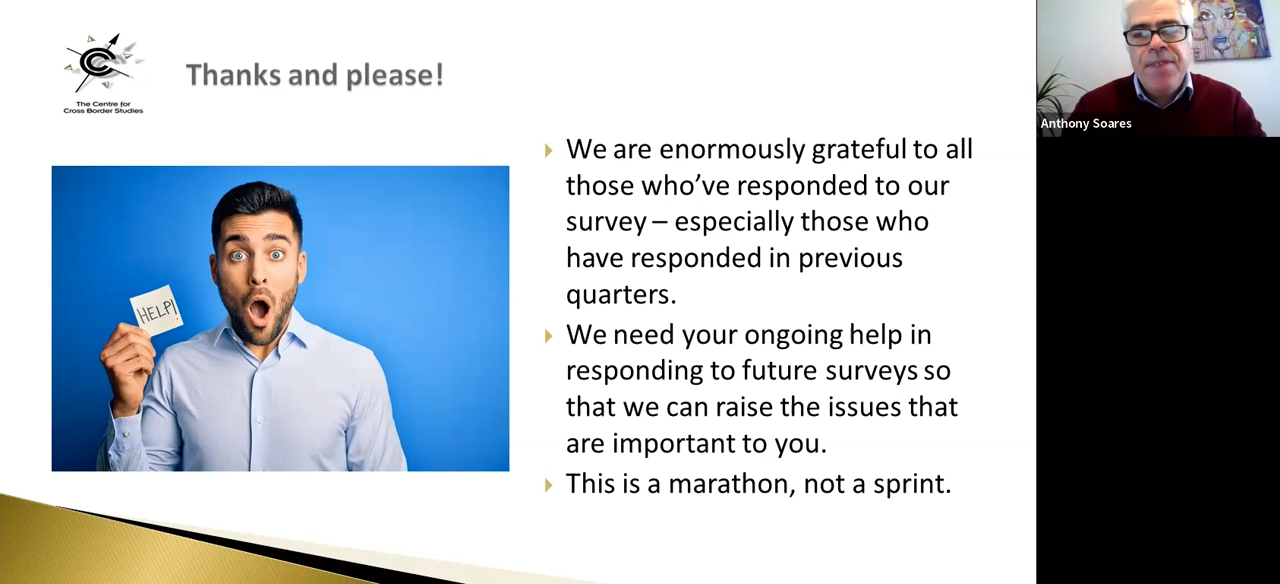 The Centre for
Cross Border Studies
Thanks and please!
HELP!
We are enormously grateful to all
those who’ve responded to our
survey – especially those who
have responded in previous
quarters.
We need your ongoing help in
responding to future surveys so
that we can raise the issues that
are important to you.
This is a marathon, not a sprint.
Anthony Soares